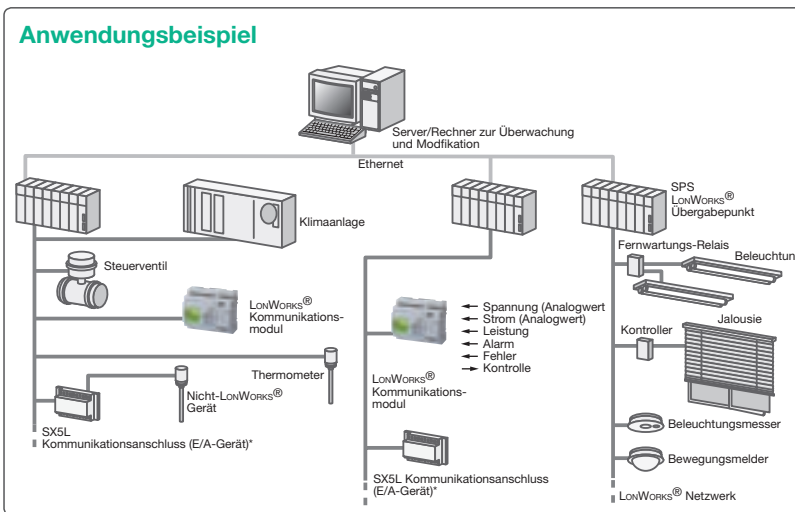 Anwendungsbeispiel
Server/Rechner zur Überwachung
und Modfikation
Ethernet
SPS
LONWORKS®
Übergabepunkt
Klimaanlage
Steuerventil
LONWORKS®
Kommunikations-
modul
Thermometer
Nicht-LONWORKS®
Gerät
SX5L
Kommunikationsanschluss (E/A-Gerät)*
Spannung (Analogwert
Strom (Analogwert)
Leistung
Alarm
Fehler
Kontrolle
LONWORKS®
Kommunikations-
modul
SX5L Kommunikationsanschluss
(E/A-Gerät)*
Fernwartungs-Relais
Beleuchtun
Kontroller
Jalousie
Beleuchtungsmesser
Bewegungsmelder
LONWORKS® Netzwerk